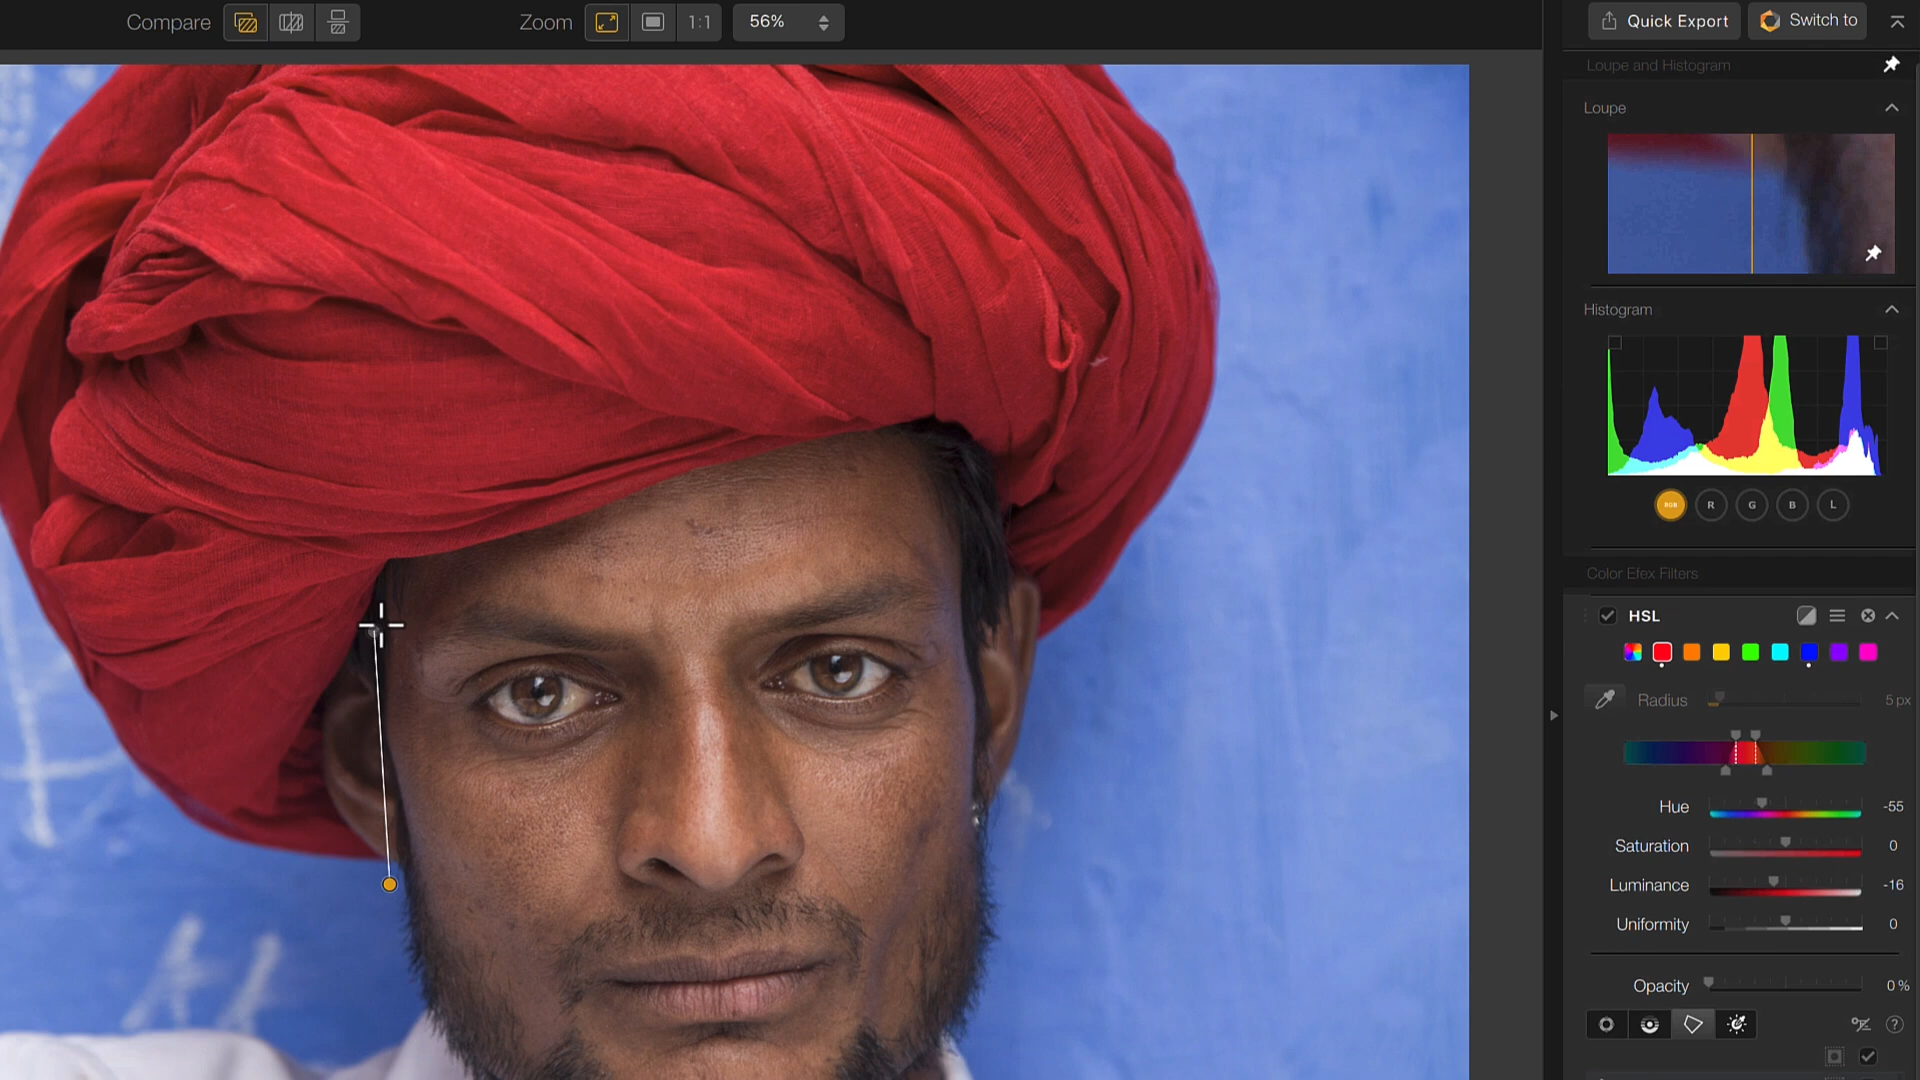 Compare Zoom 1:1 56% Quick Export Switch to
Loupe and Histogram
Loupe
Histogram
RGB R G B L
Color Efex Filters
HSL
Radius 5 px
Hue -55
Saturation 0
Luminance -16
Uniformity 0
Opacity 0 %
?